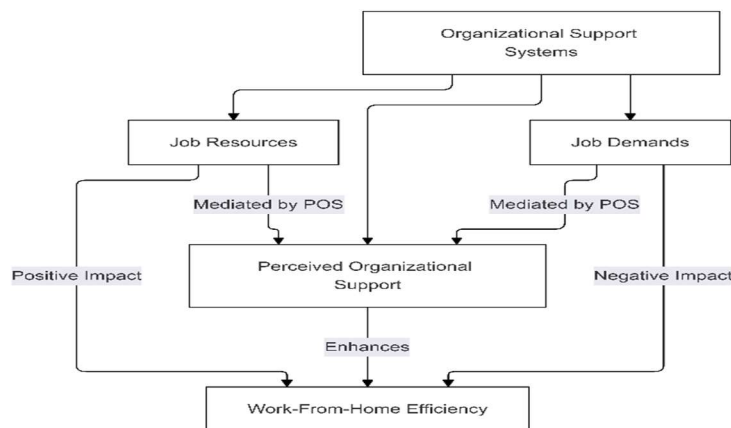 Organizational Support
Systems
Job Resources
Job Demands
Mediated by POS
Mediated by POS
Positive Impact
Perceived Organizational
Support
Negative Impact
Enhances
Work-From-Home Efficiency